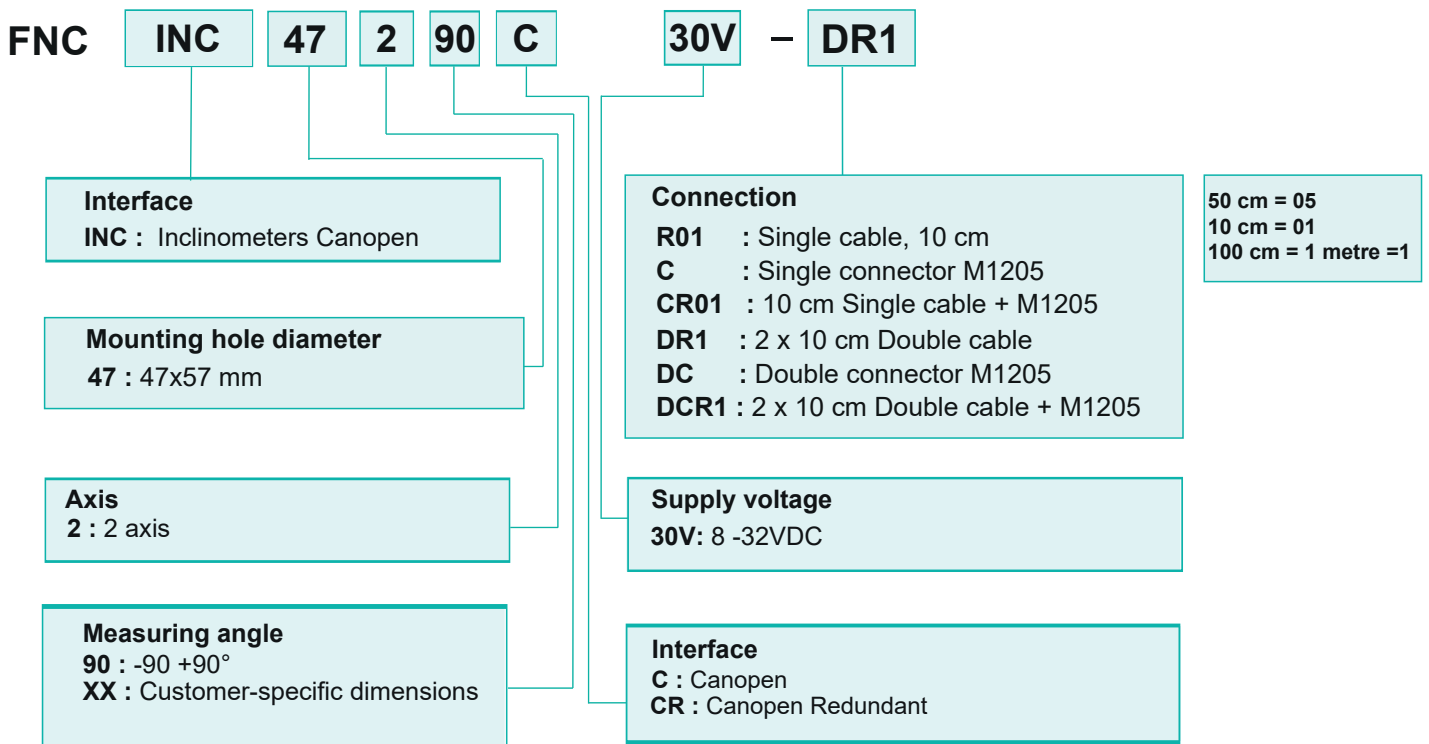 FNC INC 47 2 90 C 30V – DR1
Interface
INC : Inclinometers Canopen
Mounting hole diameter
47 : 47x57 mm
Axis
2 : 2 axis
Measuring angle
90 : -90 +90°
XX : Customer-specific dimensions
Connection
R01 : Single cable, 10 cm
C : Single connector M1205
CR01 : 10 cm Single cable + M1205
DR1 : 2 x 10 cm Double cable
DC : Double connector M1205
DCR1 : 2 x 10 cm Double cable + M1205
50 cm = 05
10 cm = 01
100 cm = 1 metre =1
Supply voltage
30V: 8 -32VDC
Interface
C : Canopen
CR : Canopen Redundant